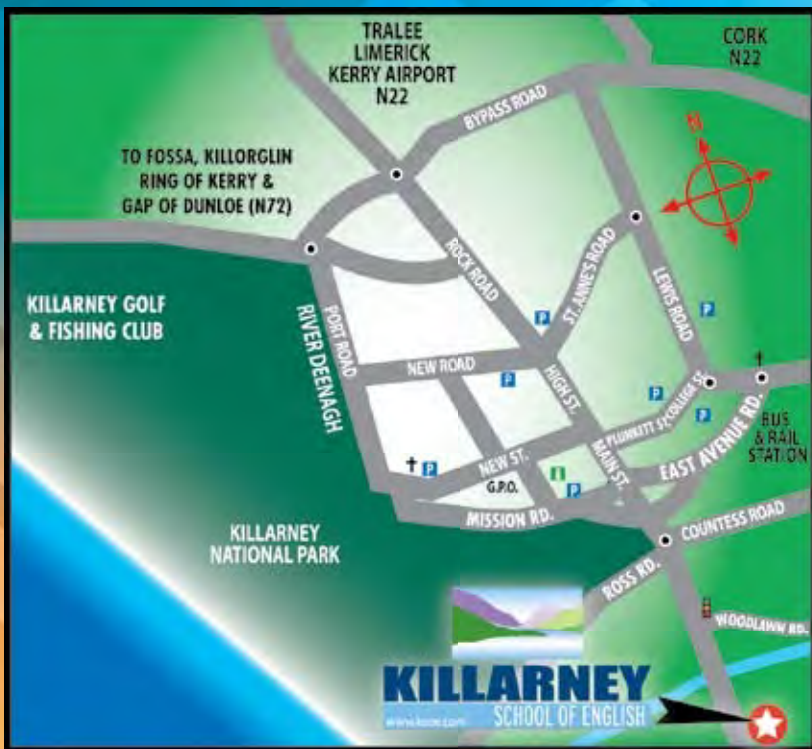 TRALEE
LIMERICK
KERRY AIRPORT
N22
CORK
N22
BYPASS ROAD
N
TO FOSSA, KILLORGLIN
RING OF KERRY &
GAP OF DUNLOE (N72)
ROCK ROAD
ST. ANNE'S ROAD
LEWIS ROAD
KILLARNEY GOLF
& FISHING CLUB
PORT ROAD
RIVER DEENAGH
P
P
NEW ROAD
P
HIGH ST.
P
P
COLLEGE ST.
PLUNKETT ST.
BUS
& RAIL
STATION
EAST AVENUE RD.
MAIN ST.
NEW ST.
P
i
G.P.O.
P
MISSION RD.
KILLARNEY
NATIONAL PARK
COUNTESS ROAD
ROSS RD.
WOODLAWN RD.
KILLARNEY
SCHOOL OF ENGLISH